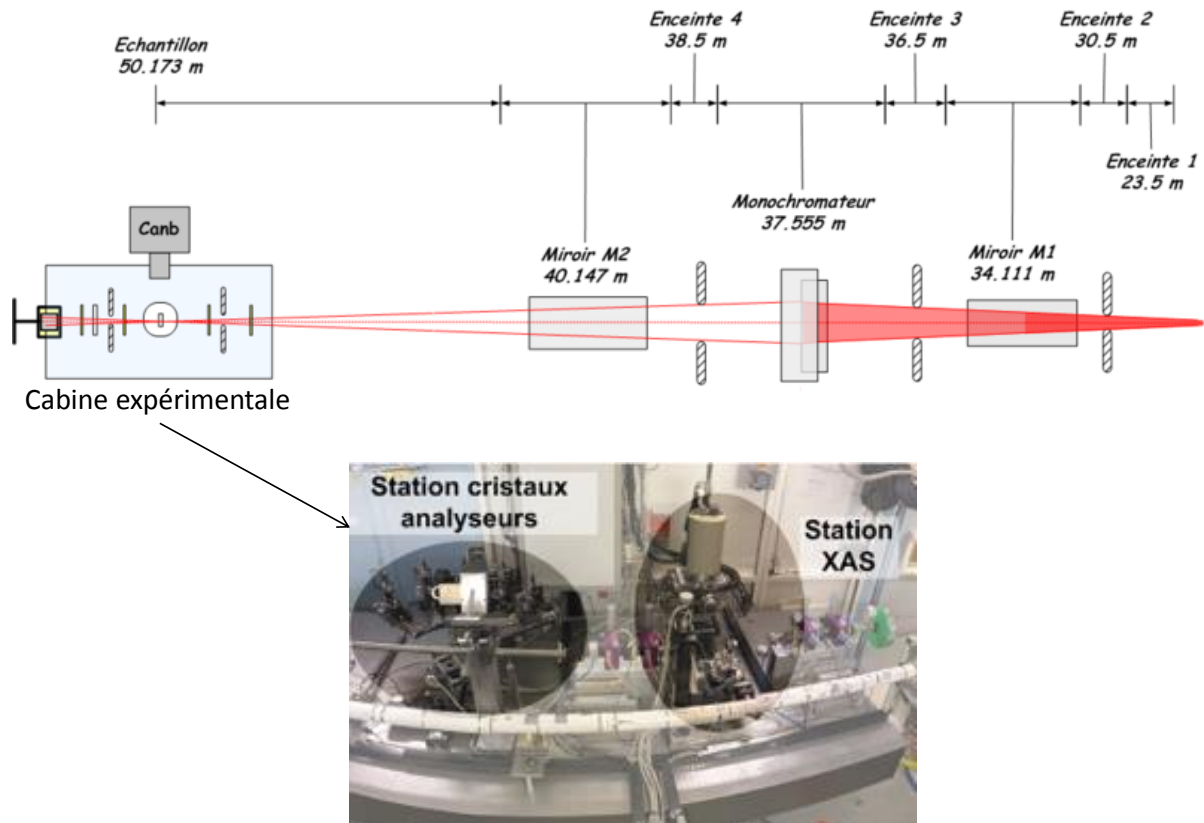 Enceinte 4
38.5 m
Enceinte 3
36.5 m
Enceinte 2
30.5 m
Echantillon
50.173 m
Enceinte 1
23.5 m
Monochromateur
37.555 m
Canb
Miroir M2
40.147 m
Miroir M1
34.111 m
Cabine expérimentale
Station cristaux
analyseurs
Station
XAS